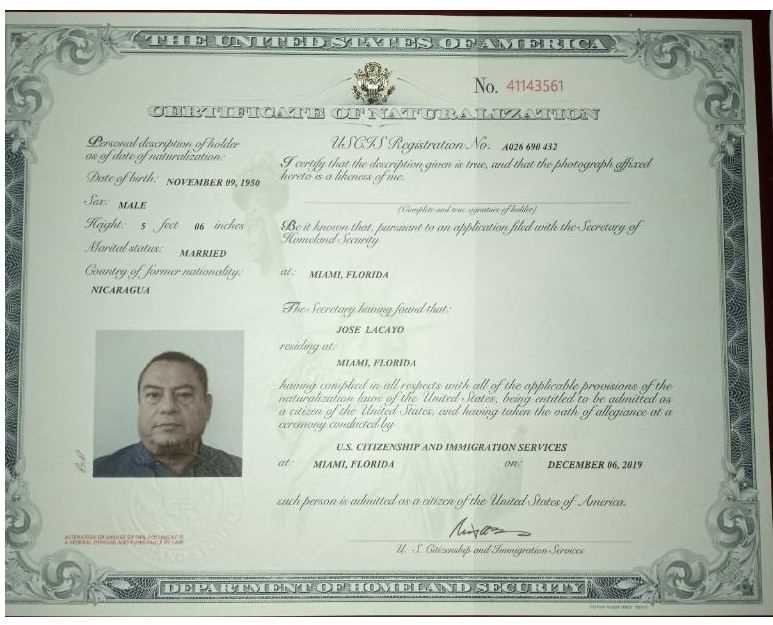 THE UNITED STATES OF AMERICA
No. 41143561
CERTIFICATE OF NATURALIZATION
Personal description of holder
as of date of naturalization:
Date of birth: NOVEMBER 09, 1950
Sex: MALE
Height: 5 feet 06 inches
Marital status: MARRIED
Country of former nationality:
NICARAGUA
USCIS Registration No. A026 690 432
I certify that the description given is true, and that the photograph affixed
hereto is a likeness of me.
(Complete and true signature of holder)
Be it known that, pursuant to an application filed with the Secretary of
Homeland Security
at: MIAMI, FLORIDA
The Secretary having found that:
JOSE LACAYO
residing at:
MIAMI, FLORIDA
having complied in all respects with all of the applicable provisions of the
naturalization laws of the United States, being entitled to be admitted as
a citizen of the United States, and having taken the oath of allegiance at a
ceremony conducted by
U.S. CITIZENSHIP AND IMMIGRATION SERVICES
at: MIAMI, FLORIDA on: DECEMBER 06, 2019
such person is admitted as a citizen of the United States of America.
U. S. Citizenship and Immigration Services
ALTERATION OR MISUSE OF THIS DOCUMENT IS
A FEDERAL OFFENSE AND PUNISHABLE BY LAW
DEPARTMENT OF HOMELAND SECURITY